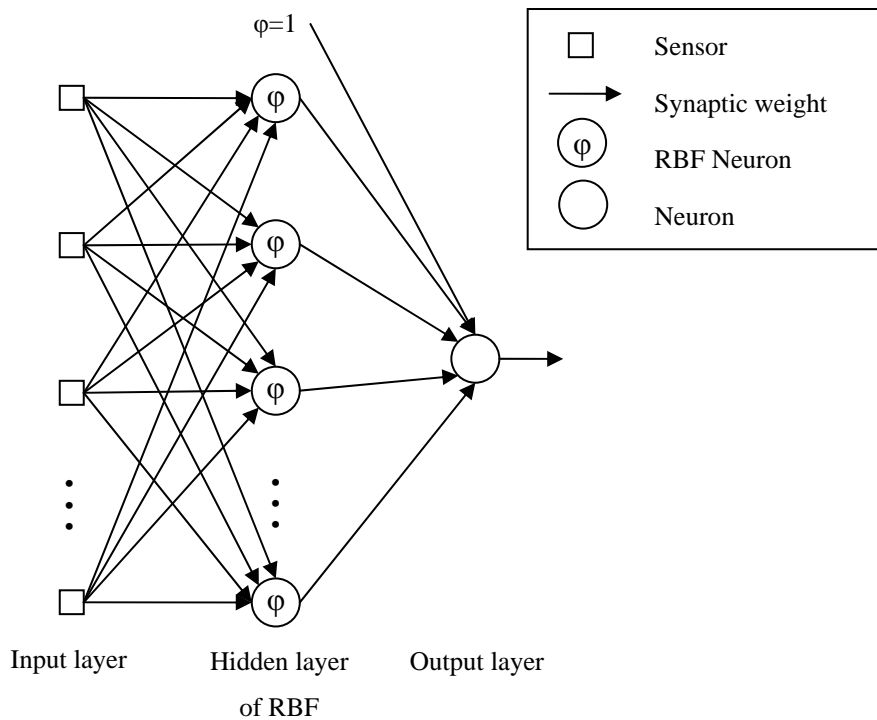 φ=1
Sensor
Synaptic weight
φ
RBF Neuron
Neuron
φ
φ
φ
φ
Input layer
Hidden layer
of RBF
Output layer